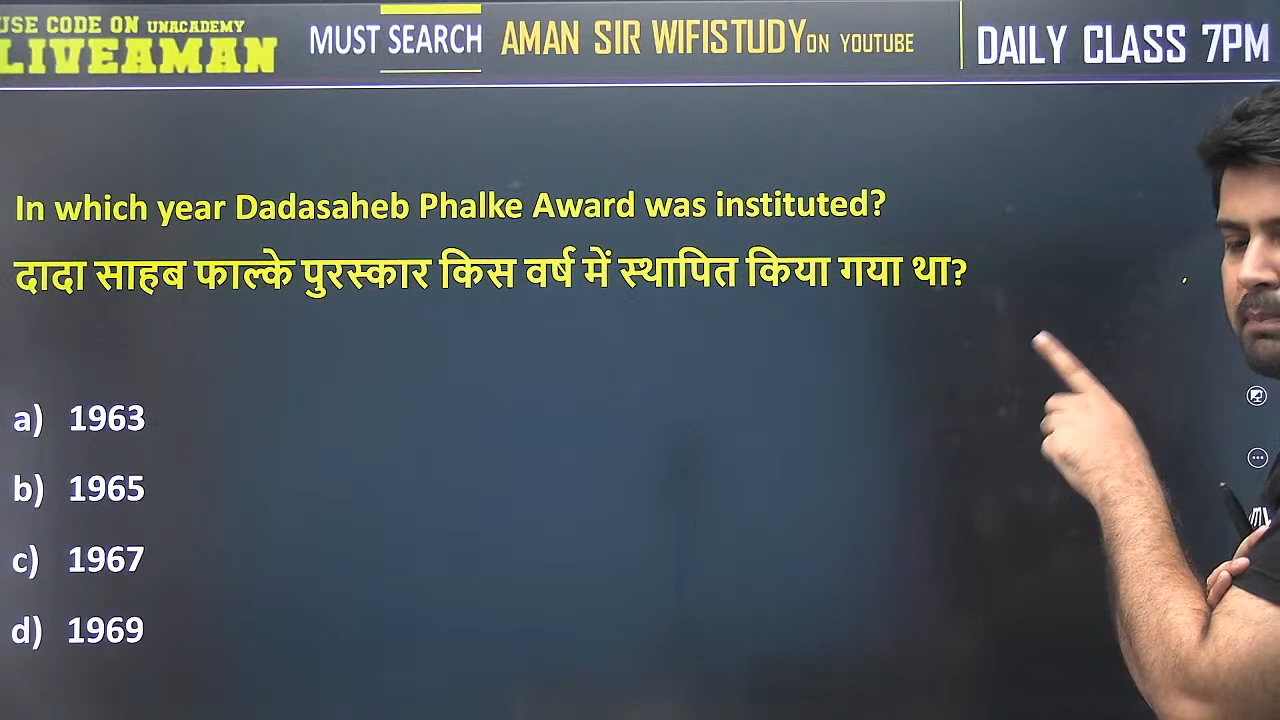 USE CODE ON UNACADEMY
LIVEAMAN
MUST SEARCH
AMAN SIR WIFISTUDY ON YOUTUBE
DAILY CLASS 7PM
In which year Dadasaheb Phalke Award was instituted?
दादा साहब फाल्के पुरस्कार किस वर्ष में स्थापित किया गया था?
a) 1963
b) 1965
c) 1967
d) 1969